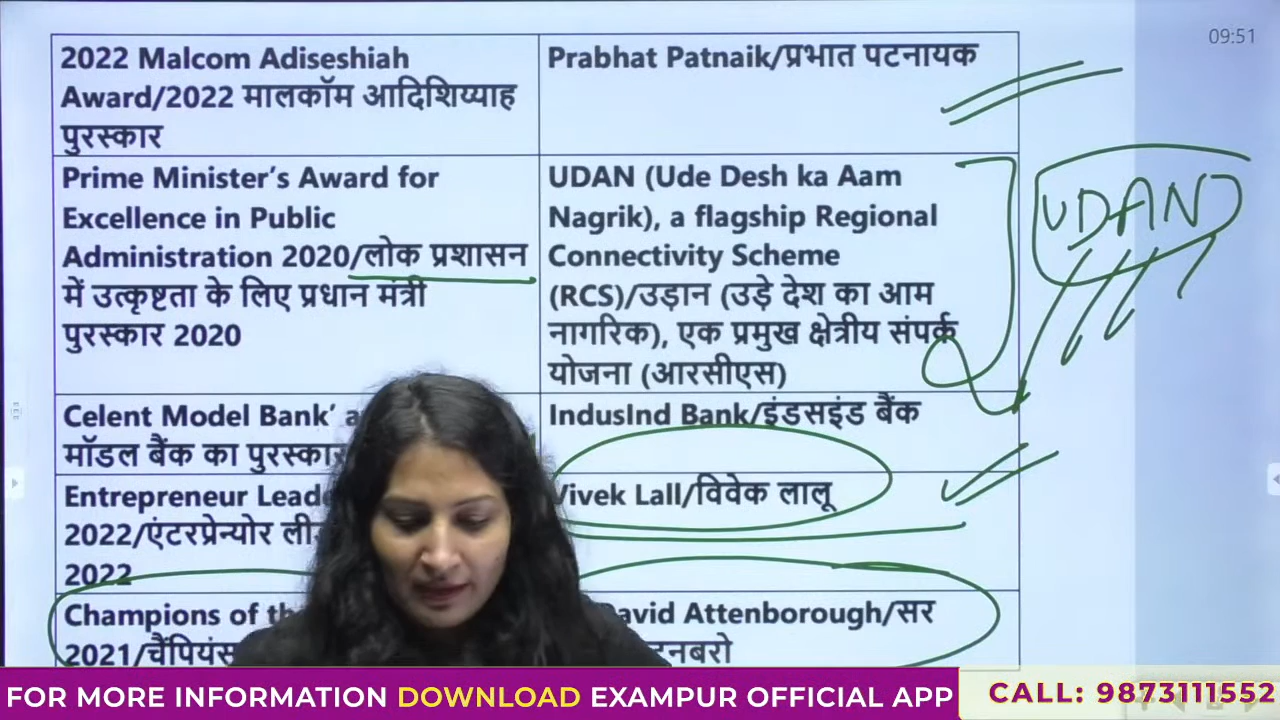 09:51
2022 Malcom Adiseshiah
Award/2022 मालकॉम आदिशिय्याह
पुरस्कार
Prabhat Patnaik/प्रभात पटनायक
Prime Minister's Award for
Excellence in Public
Administration 2020/लोक प्रशासन
में उत्कृष्टता के लिए प्रधान मंत्री
पुरस्कार 2020
UDAN (Ude Desh ka Aam
Nagrik), a flagship Regional
Connectivity Scheme
(RCS)/उड़ान (उड़े देश का आम
नागरिक), एक प्रमुख क्षेत्रीय संपर्क
योजना (आरसीएस)
UDAN
Celent Model Bank'
मॉडल बैंक का पुरस्कार
IndusInd Bank/इंडसइंड बैंक
Entrepreneur
2022/एंटरप्रेन्योर
2022
Vivek Lall/विवेक लालू
Champions of
2021/चैंपियंस
David Attenborough/सर
FOR MORE INFORMATION DOWNLOAD EXAMPUR OFFICIAL APP
CALL: 9873111552